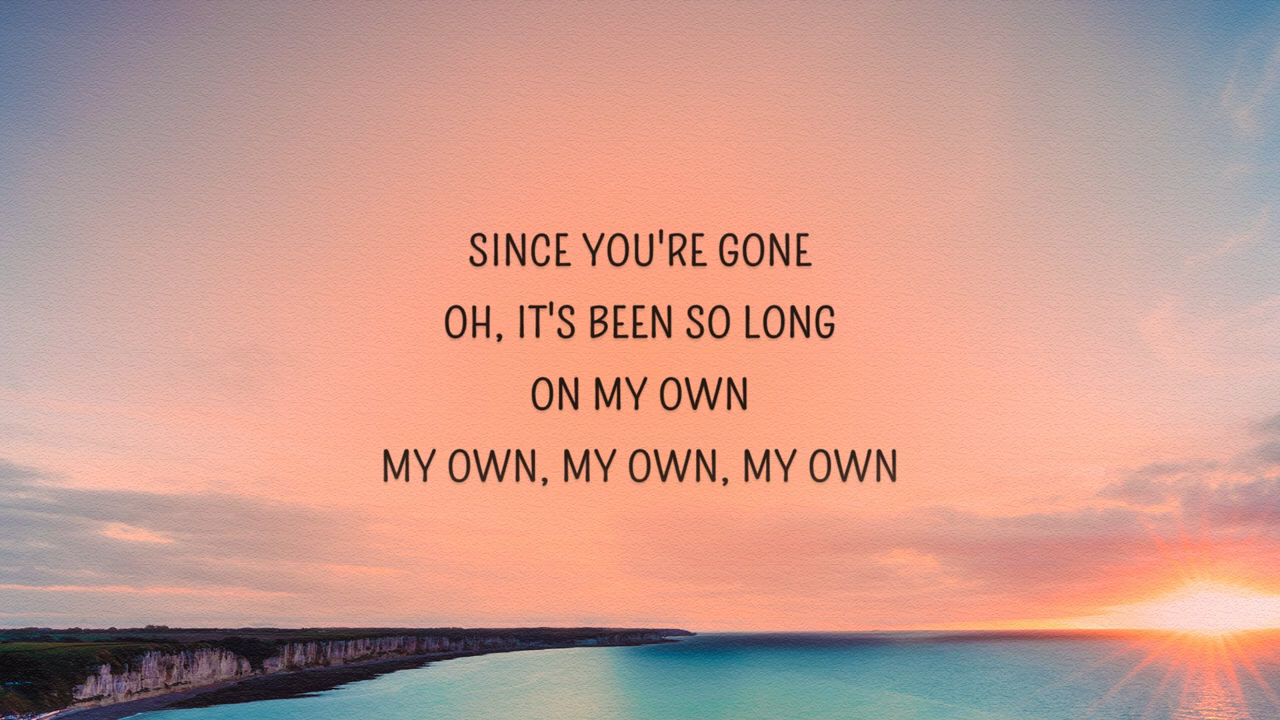 SINCE YOU'RE GONE
OH, IT'S BEEN SO LONG
ON MY OWN
MY OWN, MY OWN, MY OWN